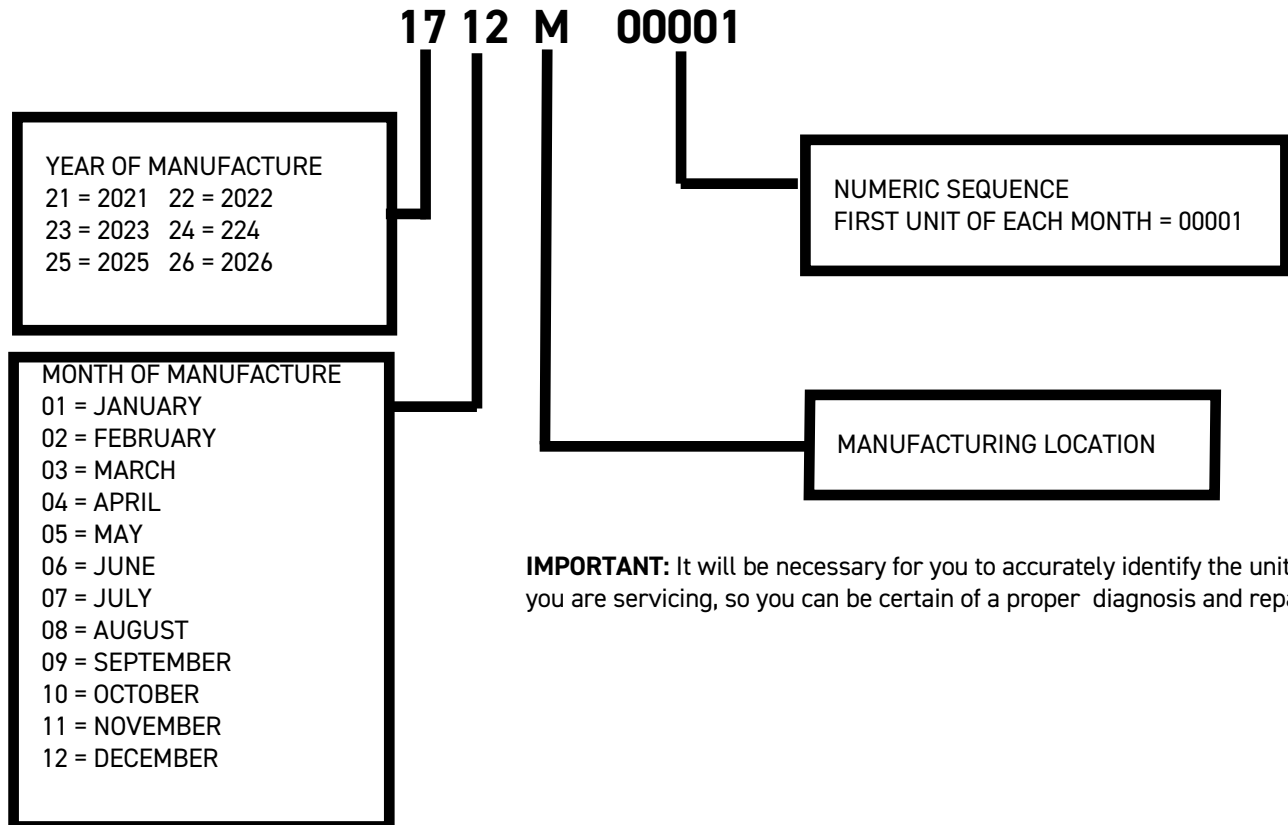 17 12 M 00001
YEAR OF MANUFACTURE
21 = 2021 22 = 2022
23 = 2023 24 = 224
25 = 2025 26 = 2026
NUMERIC SEQUENCE
FIRST UNIT OF EACH MONTH = 00001
MONTH OF MANUFACTURE
01 = JANUARY
02 = FEBRUARY
03 = MARCH
04 = APRIL
05 = MAY
06 = JUNE
07 = JULY
08 = AUGUST
09 = SEPTEMBER
10 = OCTOBER
11 = NOVEMBER
12 = DECEMBER
MANUFACTURING LOCATION
IMPORTANT: It will be necessary for you to accurately identify the unit
you are servicing, so you can be certain of a proper diagnosis and